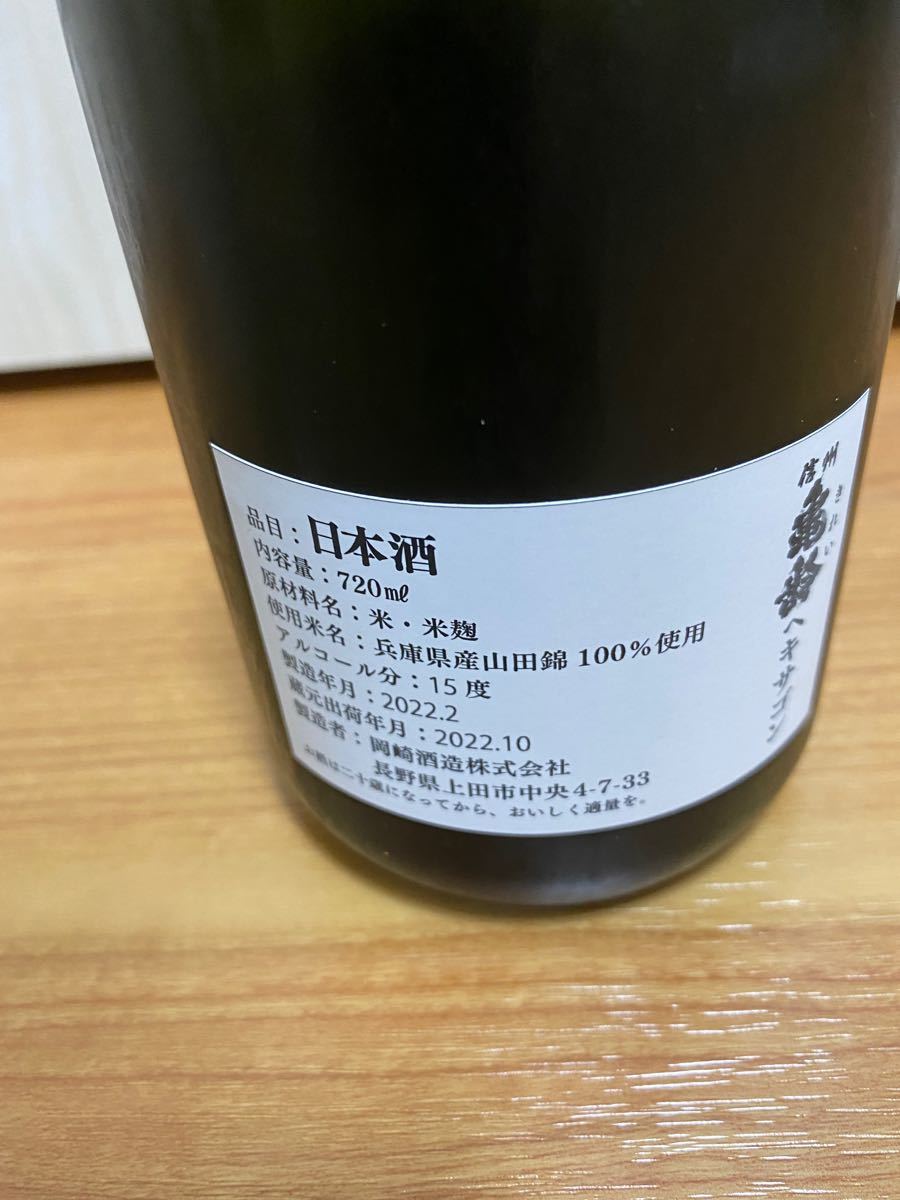 品目：日本酒
内容量：720㎖
原材料名：米・米麹
使用米名：兵庫県産山田錦100%使用
アルコール分：15度
製造年月：2022.2
蔵元出荷年月：2022.10
製造者：岡崎酒造株式会社
長野県上田市中央4-7-33
お酒は二十歳になってから、おいしく適量を。
信州
亀齢
きれい
ヘキサゴン